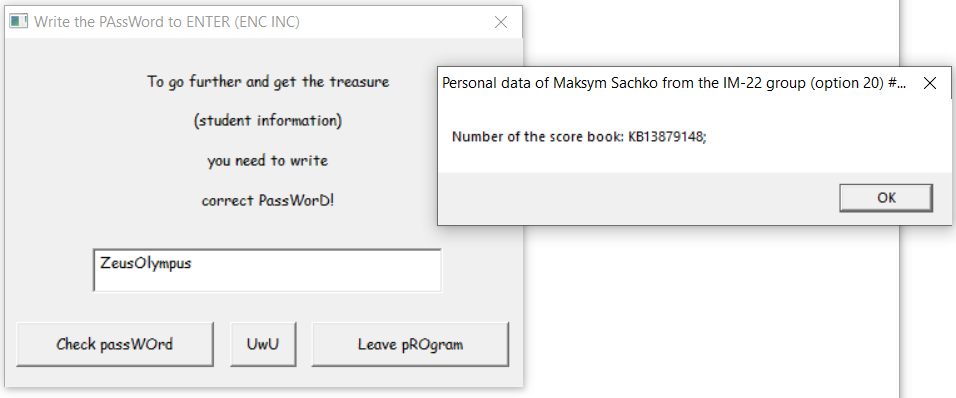 Write the PAssWord to ENTER (ENC INC)
To go further and get the treasure
(student information)
you need to write
correct PassWorD!
ZeusOlympus
Check passWOrd
UwU
Leave pROgram
Personal data of Maksym Sachko from the IM-22 group (option 20) #...
Number of the score book: KB13879148;
OK